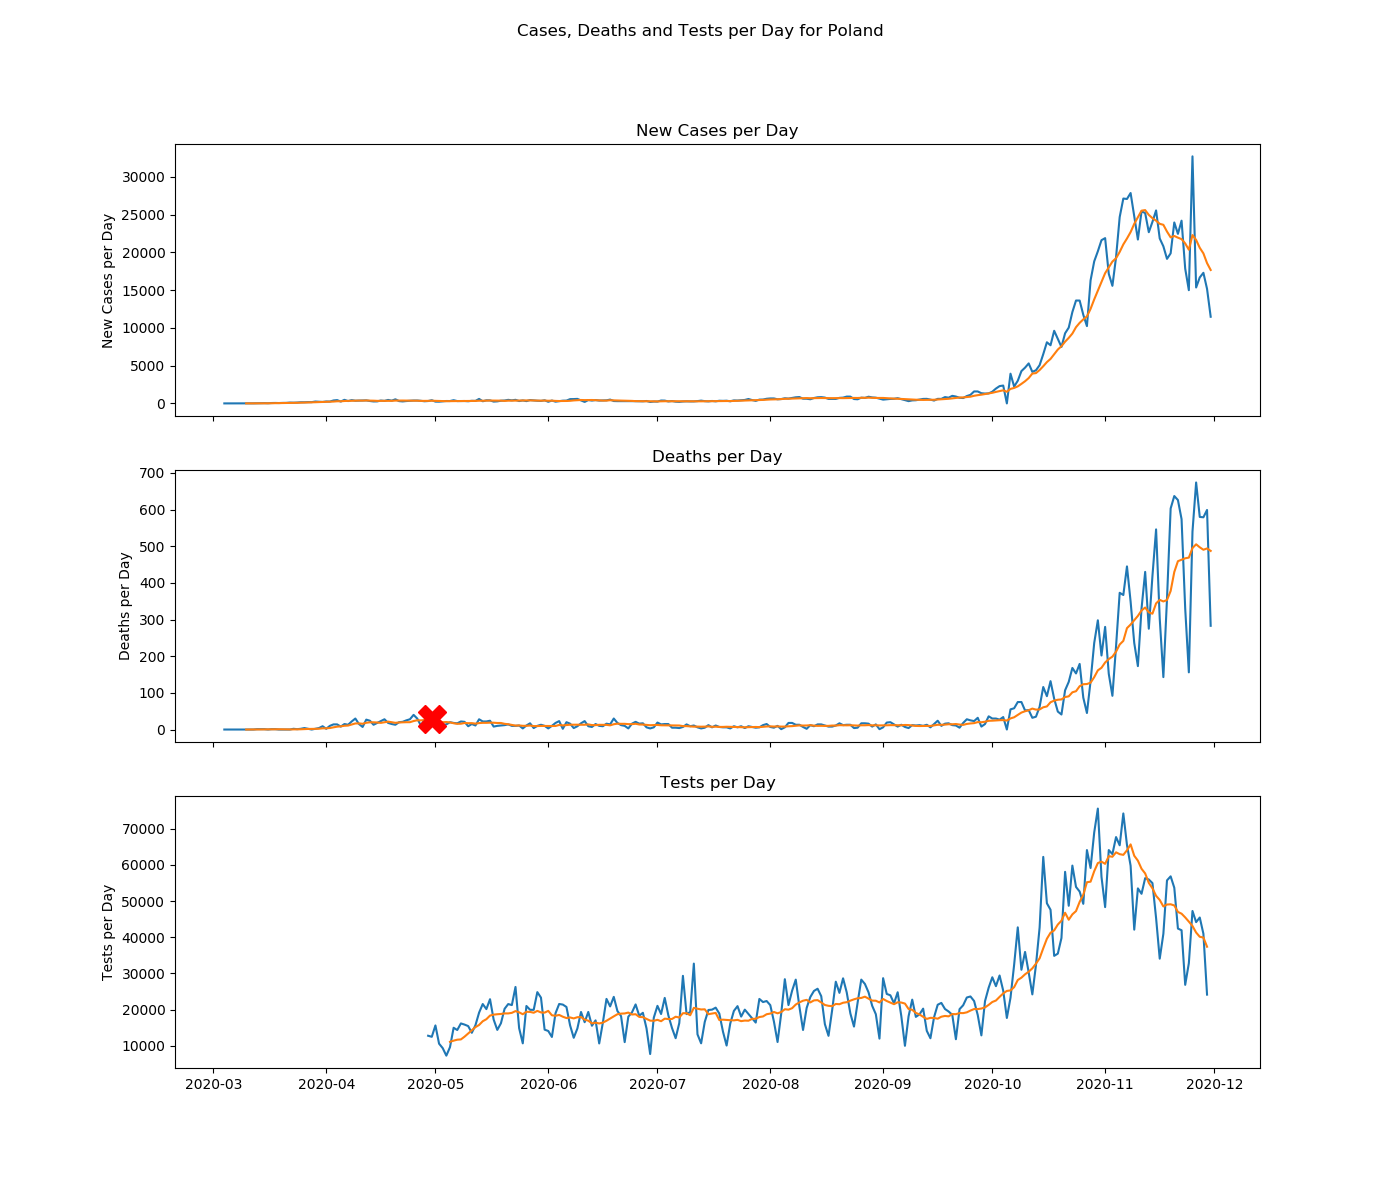 Cases, Deaths and Tests per Day for Poland
New Cases per Day
New Cases per Day
30000
25000
20000
15000
10000
5000
0
Deaths per Day
Deaths per Day
700
600
500
400
300
200
100
0
Tests per Day
Tests per Day
70000
60000
50000
40000
30000
20000
10000
2020-03 2020-04 2020-05 2020-06 2020-07 2020-08 2020-09 2020-10 2020-11 2020-12